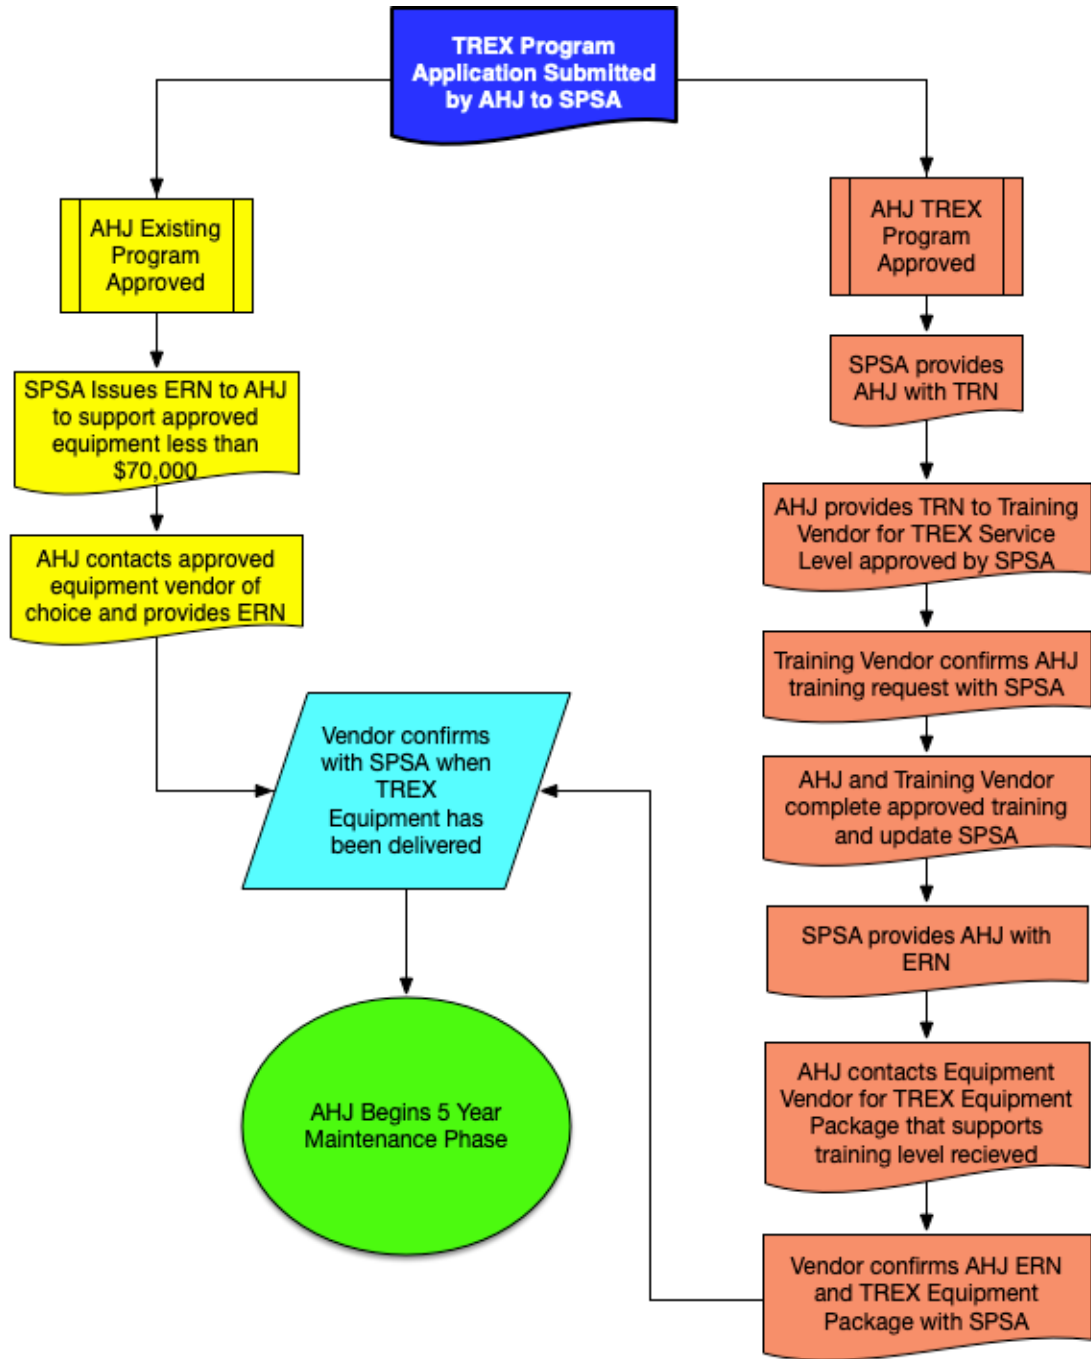 TREX Program
Application Submitted
by AHJ to SPSA
AHJ Existing
Program
Approved
SPSA Issues ERN to AHJ
to support approved
equipment less than
$70,000
AHJ contacts approved
equipment vendor of
choice and provides ERN
AHJ TREX
Program
Approved
SPSA provides
AHJ with TRN
AHJ provides TRN to Training
Vendor for TREX Service
Level approved by SPSA
Training Vendor confirms AHJ
training request with SPSA
AHJ and Training Vendor
complete approved training
and update SPSA
SPSA provides AHJ with
ERN
AHJ contacts Equipment
Vendor for TREX Equipment
Package that supports
training level recieved
Vendor confirms AHJ ERN
and TREX Equipment
Package with SPSA
Vendor confirms
with SPSA when
TREX
Equipment has
been delivered
AHJ Begins 5 Year
Maintenance Phase